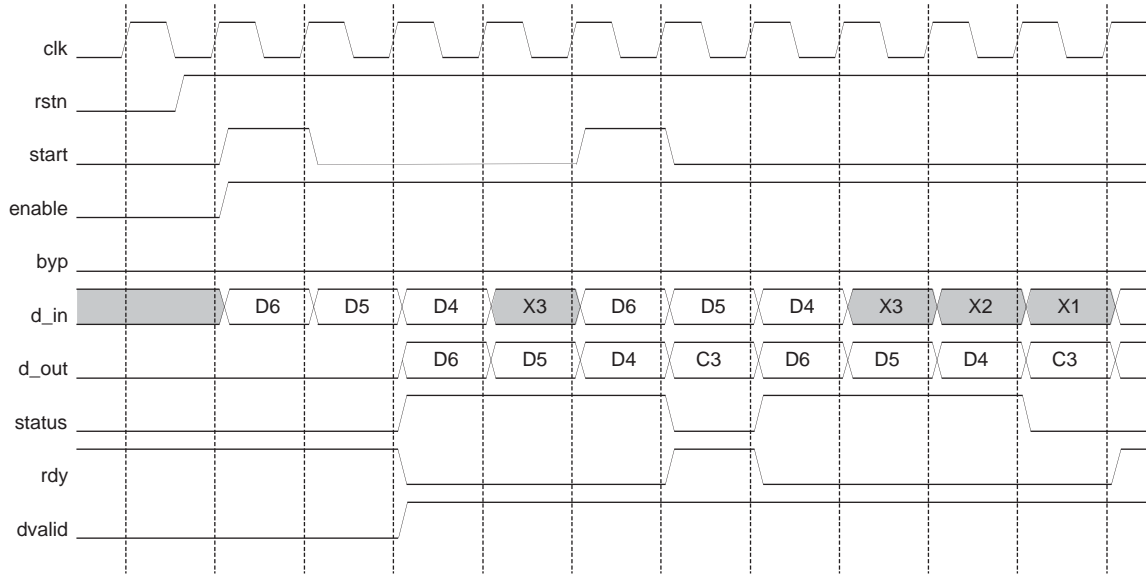 clk
rstn
start
enable
byp
d_in D6 D5 D4 X3 D6 D5 D4 X3 X2 X1
d_out D6 D5 D4 C3 D6 D5 D4 C3
status
rdy
dvalid